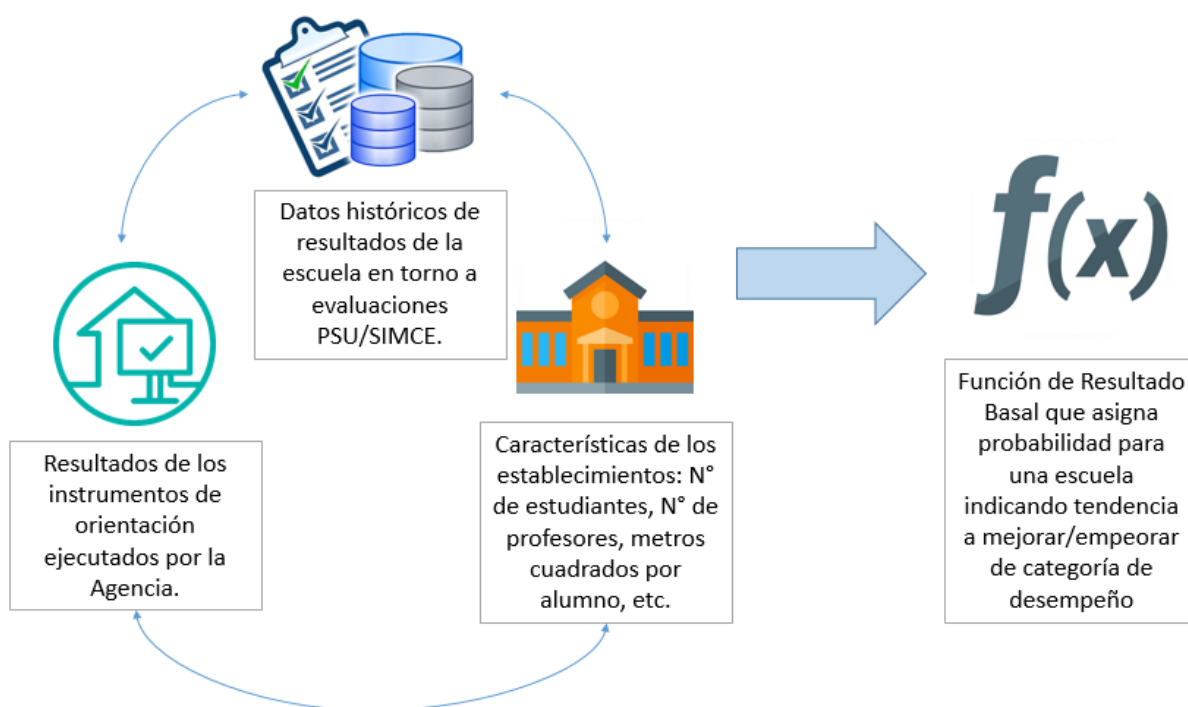 Datos históricos de
resultados de la
escuela en torno a
evaluaciones
PSU/SIMCE.
Resultados de los
instrumentos de
orientación
ejecutados por la
Agencia.
Características de los
establecimientos: N°
de estudiantes, N° de
profesores, metros
cuadrados por
alumno, etc.
f(x)
Función de Resultado
Basal que asigna
probabilidad para
una escuela
indicando tendencia
a mejorar/empeorar
de categoría de
desempeño